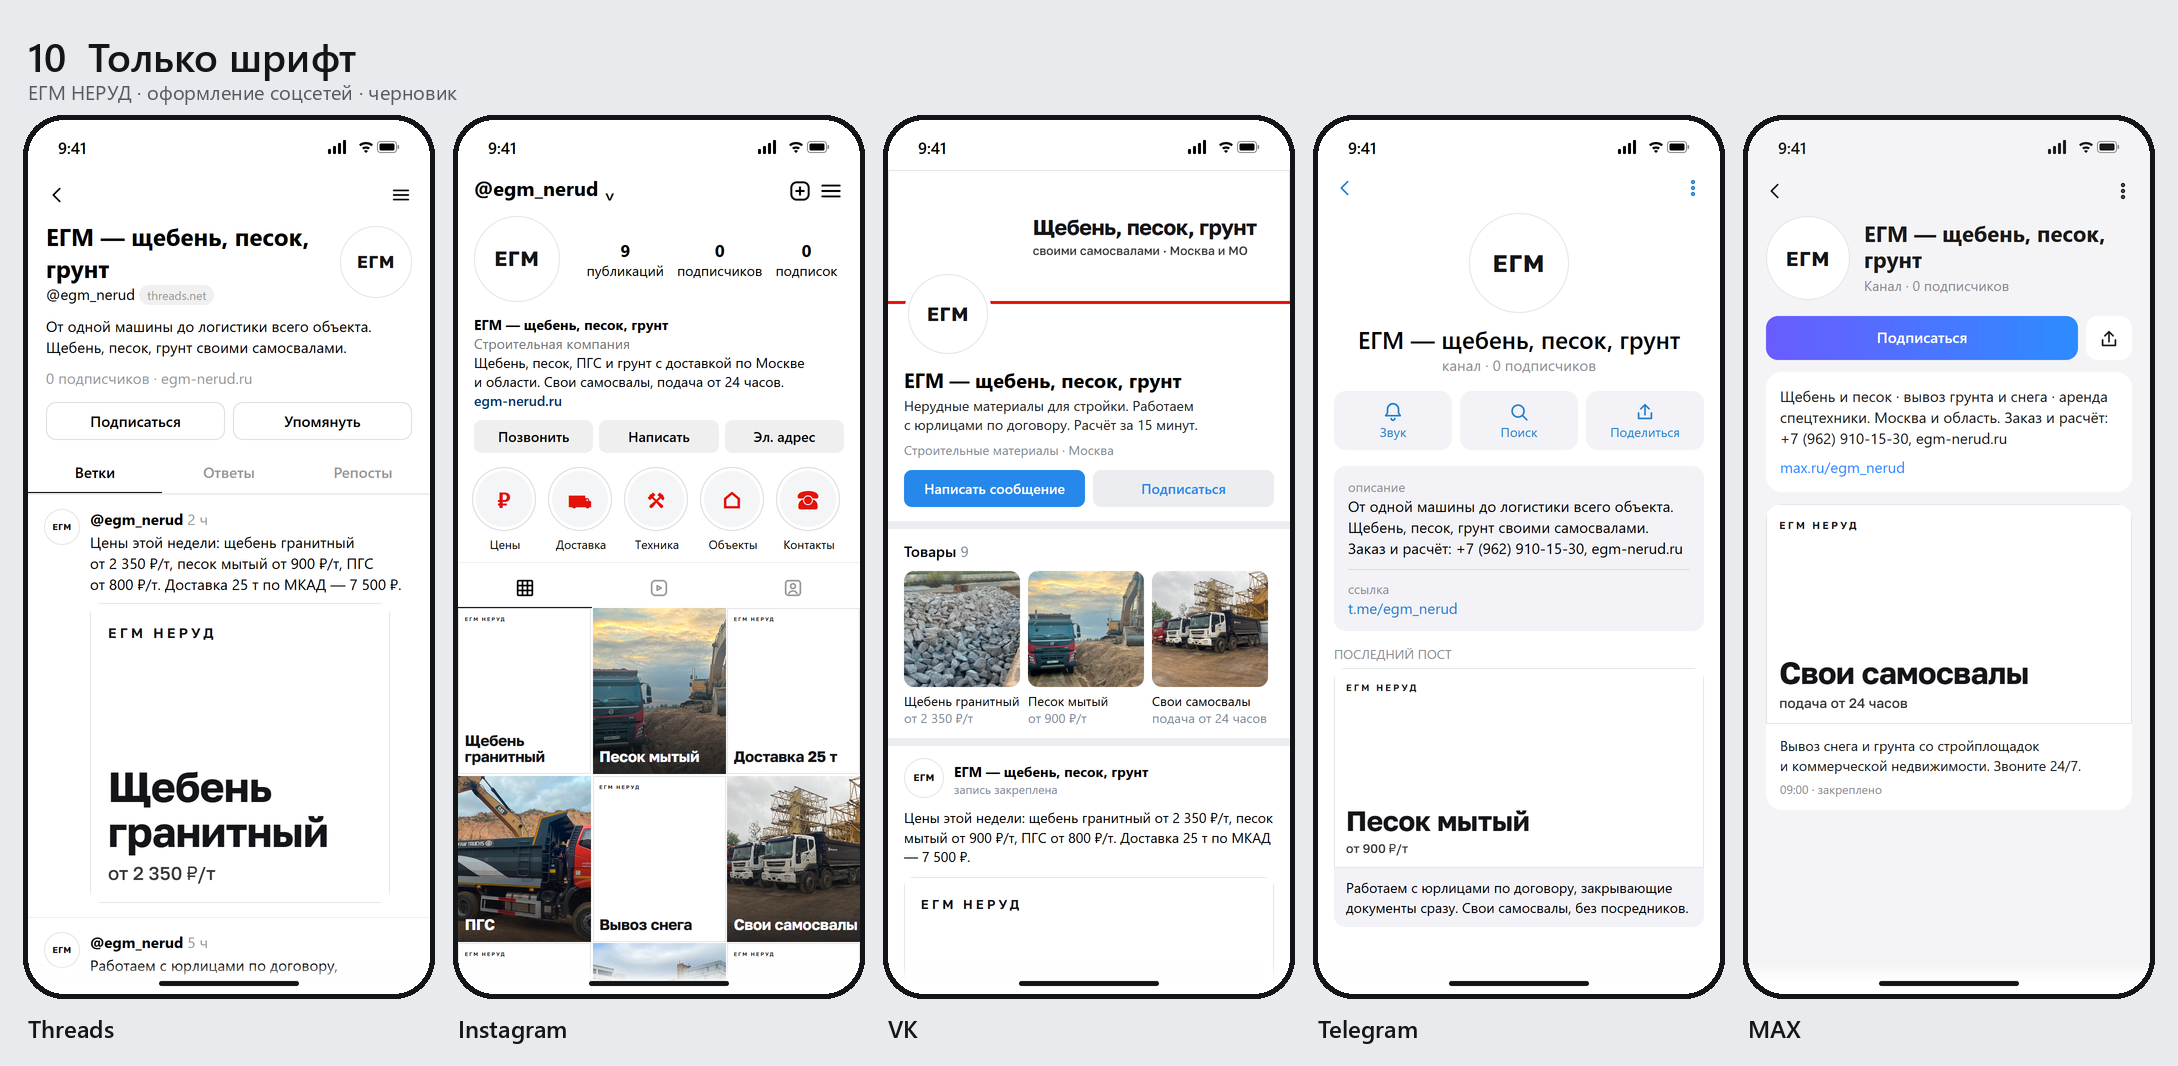 10 Только шрифт
ЕГМ НЕРУД · оформление соцсетей · черновик
9:41
ЕГМ — щебень, песок,
грунт
@egm_nerud threads.net
ЕГМ
От одной машины до логистики всего объекта.
Щебень, песок, грунт своими самосвалами.
0 подписчиков · egm-nerud.ru
Подписаться
Упомянуть
Ветки
Ответы
Репосты
ЕГМ
@egm_nerud 2 ч
Цены этой недели: щебень гранитный
от 2 350 ₽/т, песок мытый от 900 ₽/т, ПГС
от 800 ₽/т. Доставка 25 т по МКАД — 7 500 ₽.
ЕГМ НЕРУД
Щебень
гранитный
от 2 350 ₽/т
ЕГМ
@egm_nerud 5 ч
Работаем с юрлицами по договору,
Threads
9:41
@egm_nerud
ЕГМ
9
публикаций
0
подписчиков
0
подписок
ЕГМ — щебень, песок, грунт
Строительная компания
Щебень, песок, ПГС и грунт с доставкой по Москве
и области. Свои самосвалы, подача от 24 часов.
egm-nerud.ru
Позвонить
Написать
Эл. адрес
₽
Цены
Доставка
Техника
Объекты
Контакты
ЕГМ НЕРУД
Щебень
гранитный
Песок мытый
ЕГМ НЕРУД
Доставка 25 т
ПГС
ЕГМ НЕРУД
Вывоз снега
Свои самосвалы
ЕГМ НЕРУД
ЕГМ НЕРУД
Instagram
9:41
Щебень, песок, грунт
своими самосвалами · Москва и МО
ЕГМ
ЕГМ — щебень, песок, грунт
Нерудные материалы для стройки. Работаем
с юрлицами по договору. Расчёт за 15 минут.
Строительные материалы · Москва
Написать сообщение
Подписаться
Товары 9
Щебень гранитный
от 2 350 ₽/т
Песок мытый
от 900 ₽/т
Свои самосвалы
подача от 24 часов
ЕГМ
ЕГМ — щебень, песок, грунт
запись закреплена
Цены этой недели: щебень гранитный от 2 350 ₽/т, песок
мытый от 900 ₽/т, ПГС от 800 ₽/т. Доставка 25 т по МКАД
— 7 500 ₽.
ЕГМ НЕРУД
VK
9:41
ЕГМ
ЕГМ — щебень, песок, грунт
канал · 0 подписчиков
Звук
Поиск
Поделиться
описание
От одной машины до логистики всего объекта.
Щебень, песок, грунт своими самосвалами.
Заказ и расчёт: +7 (962) 910-15-30, egm-nerud.ru
ссылка
t.me/egm_nerud
ПОСЛЕДНИЙ ПОСТ
ЕГМ НЕРУД
Песок мытый
от 900 ₽/т
Работаем с юрлицами по договору, закрывающие
документы сразу. Свои самосвалы, без посредников.
Telegram
9:41
ЕГМ
ЕГМ — щебень, песок,
грунт
Канал · 0 подписчиков
Подписаться
Щебень и песок · вывоз грунта и снега · аренда
спецтехники. Москва и область. Заказ и расчёт:
+7 (962) 910-15-30, egm-nerud.ru
max.ru/egm_nerud
ЕГМ НЕРУД
Свои самосвалы
подача от 24 часов
Вывоз снега и грунта со стройплощадок
и коммерческой недвижимости. Звоните 24/7.
09:00 · закреплено
MAX